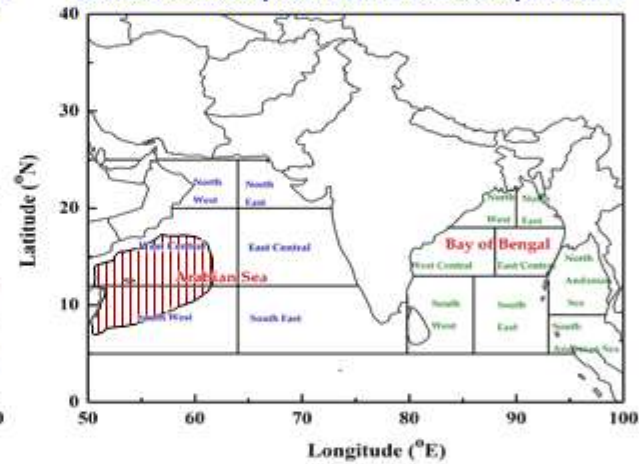 40
30
20
10
0
50
60
70
80
90
100
Latitude (°N)
Longitude (°E)
North
West
North
East
West Central
East Central
Arabian Sea
South West
South East
North
West
North
East
Bay of Bengal
West Central
East Central
South
West
South
East
North
Andaman
Sea
South
Andaman Sea
0